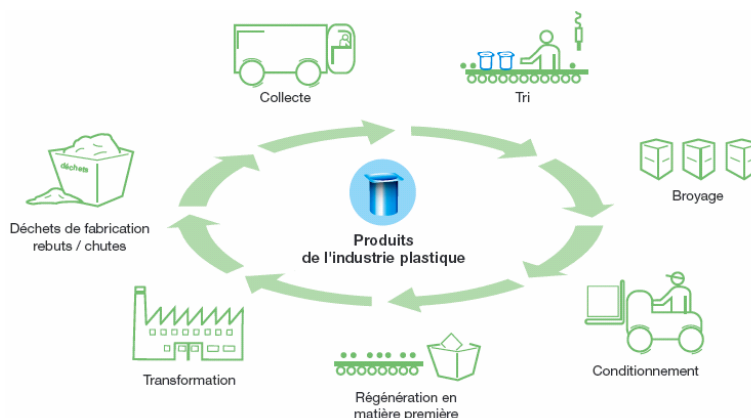 Collecte
Tri
déchets
Broyage
Déchets de fabrication
rebuts / chutes
Produits
de l'industrie plastique
Transformation
Régénération en
matière première
Conditionnement